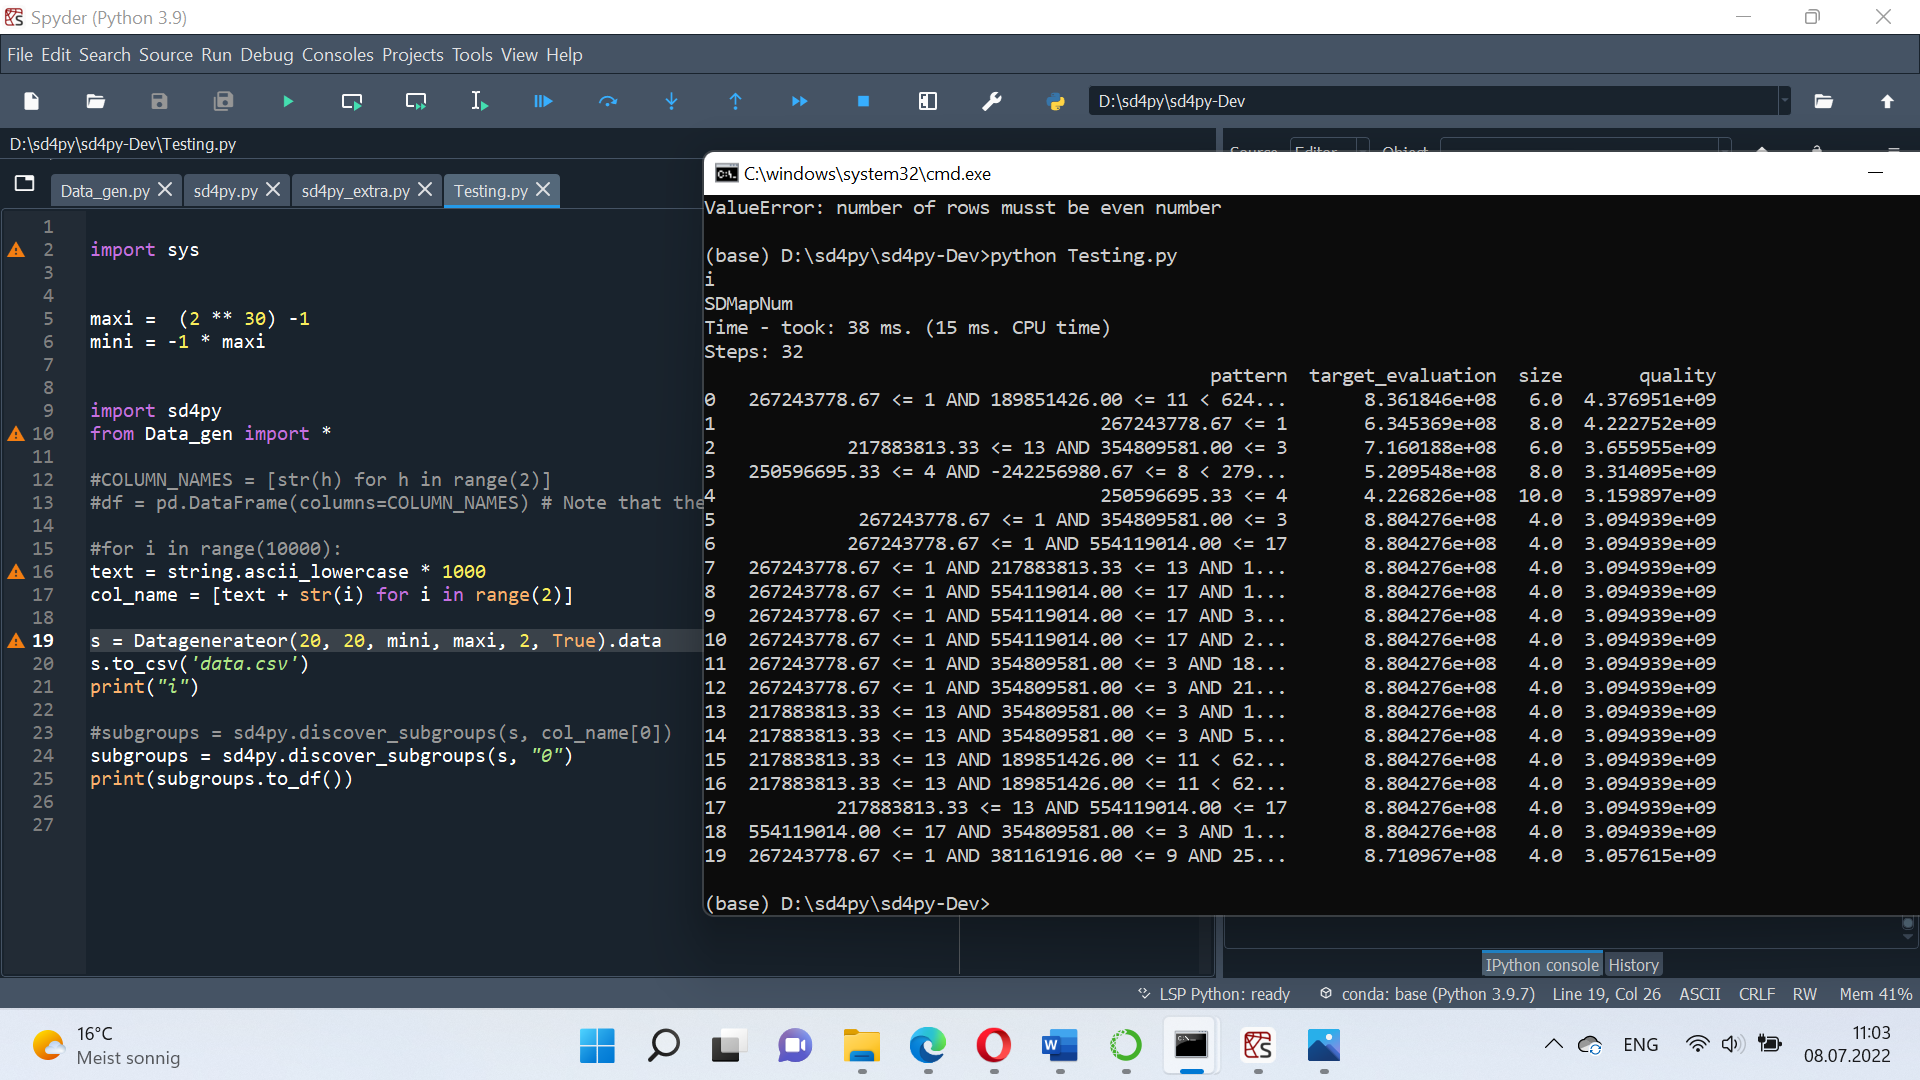 Spyder (Python 3.9)
File Edit Search Source Run Debug Consoles Projects Tools View Help
D:\sd4py\sd4py-Dev
D:\sd4py\sd4py-Dev\Testing.py
Source Editor Object
Data_gen.py sd4py.py sd4py_extra.py Testing.py
1
2 import sys
3
4
5 maxi =  (2 ** 30) -1
6 mini = -1 * maxi
7
8
9 import sd4py
10 from Data_gen import *
11
12 #COLUMN_NAMES = [str(h) for h in range(2)]
13 #df = pd.DataFrame(columns=COLUMN_NAMES) # Note that the
14
15 #for i in range(10000):
16 text = string.ascii_lowercase * 1000
17 col_name = [text + str(i) for i in range(2)]
18
19 s = Datagenerateor(20, 20, mini, maxi, 2, True).data
20 s.to_csv('data.csv')
21 print("i")
22
23 #subgroups = sd4py.discover_subgroups(s, col_name[0])
24 subgroups = sd4py.discover_subgroups(s, "0")
25 print(subgroups.to_df())
26
27
C:\windows\system32\cmd.exe
ValueError: number of rows musst be even number
(base) D:\sd4py\sd4py-Dev>python Testing.py
i
SDMapNum
Time - took: 38 ms. (15 ms. CPU time)
Steps: 32
pattern target_evaluation size quality
0 267243778.67 <= 1 AND 189851426.00 <= 11 < 624... 8.361846e+08 6.0 4.376951e+09
1 267243778.67 <= 1 6.345369e+08 8.0 4.222752e+09
2 217883813.33 <= 13 AND 354809581.00 <= 3 7.160188e+08 6.0 3.655955e+09
3 250596695.33 <= 4 AND -242256980.67 <= 8 < 279... 5.209548e+08 8.0 3.314095e+09
4 250596695.33 <= 4 4.226826e+08 10.0 3.159897e+09
5 267243778.67 <= 1 AND 354809581.00 <= 3 8.804276e+08 4.0 3.094939e+09
6 267243778.67 <= 1 AND 554119014.00 <= 17 8.804276e+08 4.0 3.094939e+09
7 267243778.67 <= 1 AND 217883813.33 <= 13 AND 1... 8.804276e+08 4.0 3.094939e+09
8 267243778.67 <= 1 AND 554119014.00 <= 17 AND 1... 8.804276e+08 4.0 3.094939e+09
9 267243778.67 <= 1 AND 554119014.00 <= 17 AND 3... 8.804276e+08 4.0 3.094939e+09
10 267243778.67 <= 1 AND 554119014.00 <= 17 AND 2... 8.804276e+08 4.0 3.094939e+09
11 267243778.67 <= 1 AND 354809581.00 <= 3 AND 18... 8.804276e+08 4.0 3.094939e+09
12 267243778.67 <= 1 AND 354809581.00 <= 3 AND 21... 8.804276e+08 4.0 3.094939e+09
13 217883813.33 <= 13 AND 354809581.00 <= 3 AND 1... 8.804276e+08 4.0 3.094939e+09
14 217883813.33 <= 13 AND 354809581.00 <= 3 AND 5... 8.804276e+08 4.0 3.094939e+09
15 217883813.33 <= 13 AND 189851426.00 <= 11 < 62... 8.804276e+08 4.0 3.094939e+09
16 217883813.33 <= 13 AND 189851426.00 <= 11 < 62... 8.804276e+08 4.0 3.094939e+09
17 217883813.33 <= 13 AND 554119014.00 <= 17 8.804276e+08 4.0 3.094939e+09
18 554119014.00 <= 17 AND 354809581.00 <= 3 AND 1... 8.804276e+08 4.0 3.094939e+09
19 267243778.67 <= 1 AND 381161916.00 <= 9 AND 25... 8.710967e+08 4.0 3.057615e+09
(base) D:\sd4py\sd4py-Dev>
IPython console History
LSP Python: ready conda: base (Python 3.9.7) Line 19, Col 26 ASCII CRLF RW Mem 41%
16°C
Meist sonnig
ENG
11:03
08.07.2022